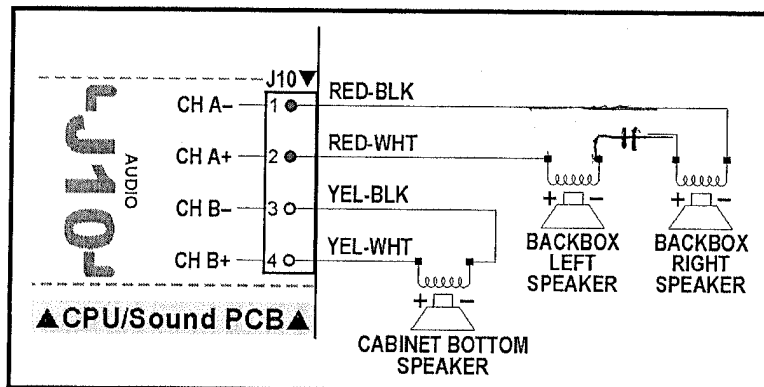 J10▼
CH A– 1 RED-BLK
CH A+ 2 RED-WHT
CH B– 3 YEL-BLK
CH B+ 4 YEL-WHT
J10
AUDIO
+ –
BACKBOX
LEFT
SPEAKER
+ –
BACKBOX
RIGHT
SPEAKER
+ –
CABINET BOTTOM
SPEAKER
▲CPU/Sound PCB▲